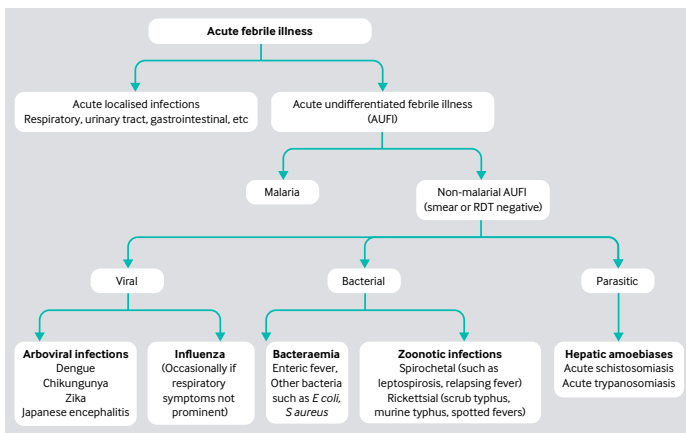 Acute febrile illness
Acute localised infections
Respiratory, urinary tract, gastrointestinal, etc
Acute undifferentiated febrile illness
(AUFI)
Malaria
Non-malarial AUFI
(smear or RDT negative)
Viral
Bacterial
Parasitic
Arboviral infections
Dengue
Chikungunya
Zika
Japanese encephalitis
Influenza
(Occasionally if
respiratory
symptoms not
prominent)
Bacteraemia
Enteric fever,
Other bacteria
such as E coli,
S aureus
Zoonotic infections
Spirochetal (such as
leptospirosis, relapsing fever)
Rickettsial (scrub typhus,
murine typhus, spotted fevers)
Hepatic amoebiases
Acute schistosomiasis
Acute trypanosomiasis